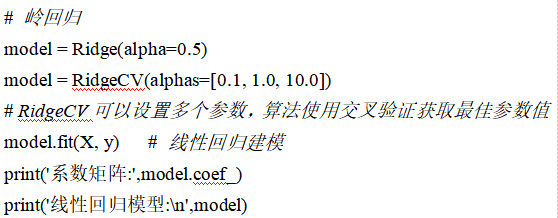 # 岭回归
model = Ridge(alpha=0.5)
model = RidgeCV(alphas=[0.1, 1.0, 10.0])
# RidgeCV 可以设置多个参数，算法使用交叉验证获取最佳参数值
model.fit(X, y)    # 线性回归建模
print('系数矩阵:',model.coef_)
print('线性回归模型:\n',model)